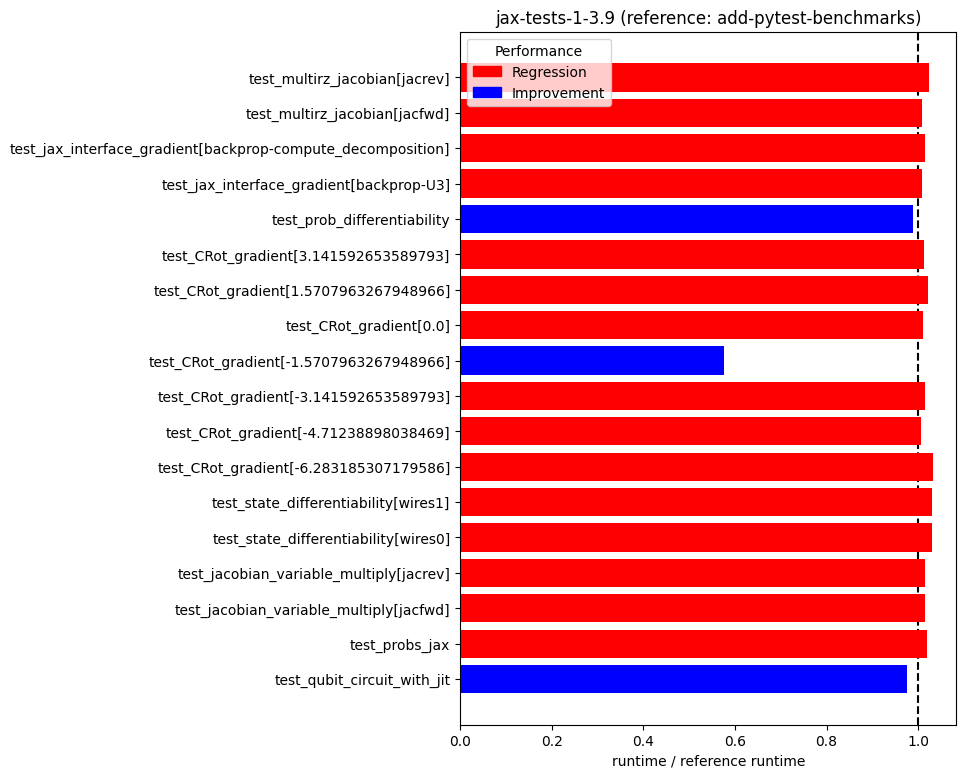 jax-tests-1-3.9 (reference: add-pytest-benchmarks)
Performance
Regression
Improvement
test_multirz_jacobian[jacrev]
test_multirz_jacobian[jacfwd]
test_jax_interface_gradient[backprop-compute_decomposition]
test_jax_interface_gradient[backprop-U3]
test_prob_differentiability
test_CRot_gradient[3.141592653589793]
test_CRot_gradient[1.5707963267948966]
test_CRot_gradient[0.0]
test_CRot_gradient[-1.5707963267948966]
test_CRot_gradient[-3.141592653589793]
test_CRot_gradient[-4.71238898038469]
test_CRot_gradient[-6.283185307179586]
test_state_differentiability[wires1]
test_state_differentiability[wires0]
test_jacobian_variable_multiply[jacrev]
test_jacobian_variable_multiply[jacfwd]
test_probs_jax
test_qubit_circuit_with_jit
0.0 0.2 0.4 0.6 0.8 1.0
runtime / reference runtime